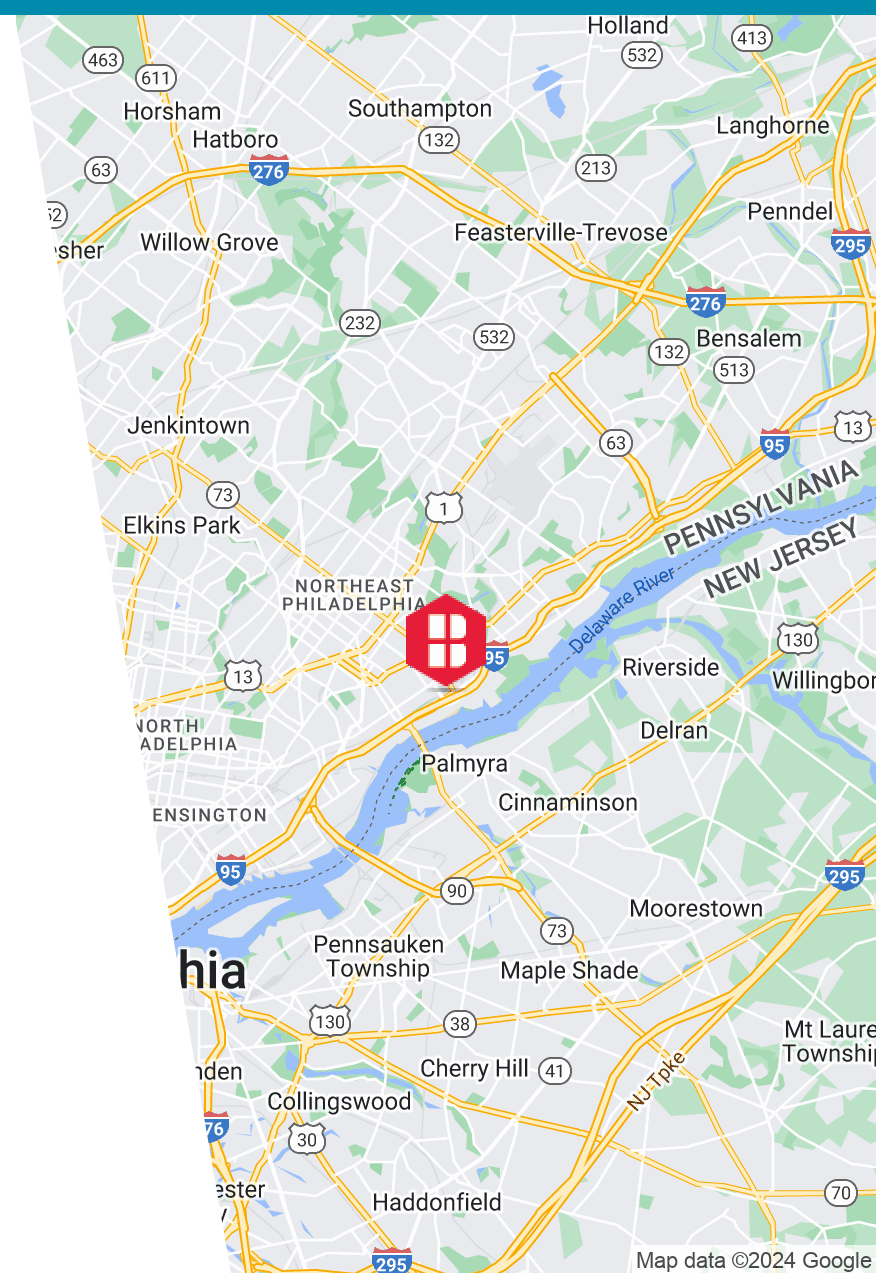 Holland
413
532
463
611
Horsham
Southampton
Langhorne
Hatboro
132
213
63
276
52
Penndel
esher
Willow Grove
Feasterville-Trevose
295
276
232
532
Bensalem
132
513
Jenkintown
13
63
95
73
1
PENNSYLVANIA
Elkins Park
NEW JERSEY
NORTHEAST
PHILADELPHIA
Delaware River
130
95
Riverside
13
Willingbor
NORTH
ADELPHIA
Delran
Palmyra
Cinnaminson
ENSINGTON
95
295
90
Moorestown
73
Pennsauken
Township
hia
Maple Shade
130
38
Mt Laure
Township
Cherry Hill
41
nden
NJ Tpke
Collingswood
76
30
ester
70
y
Haddonfield
295
Map data ©2024 Google